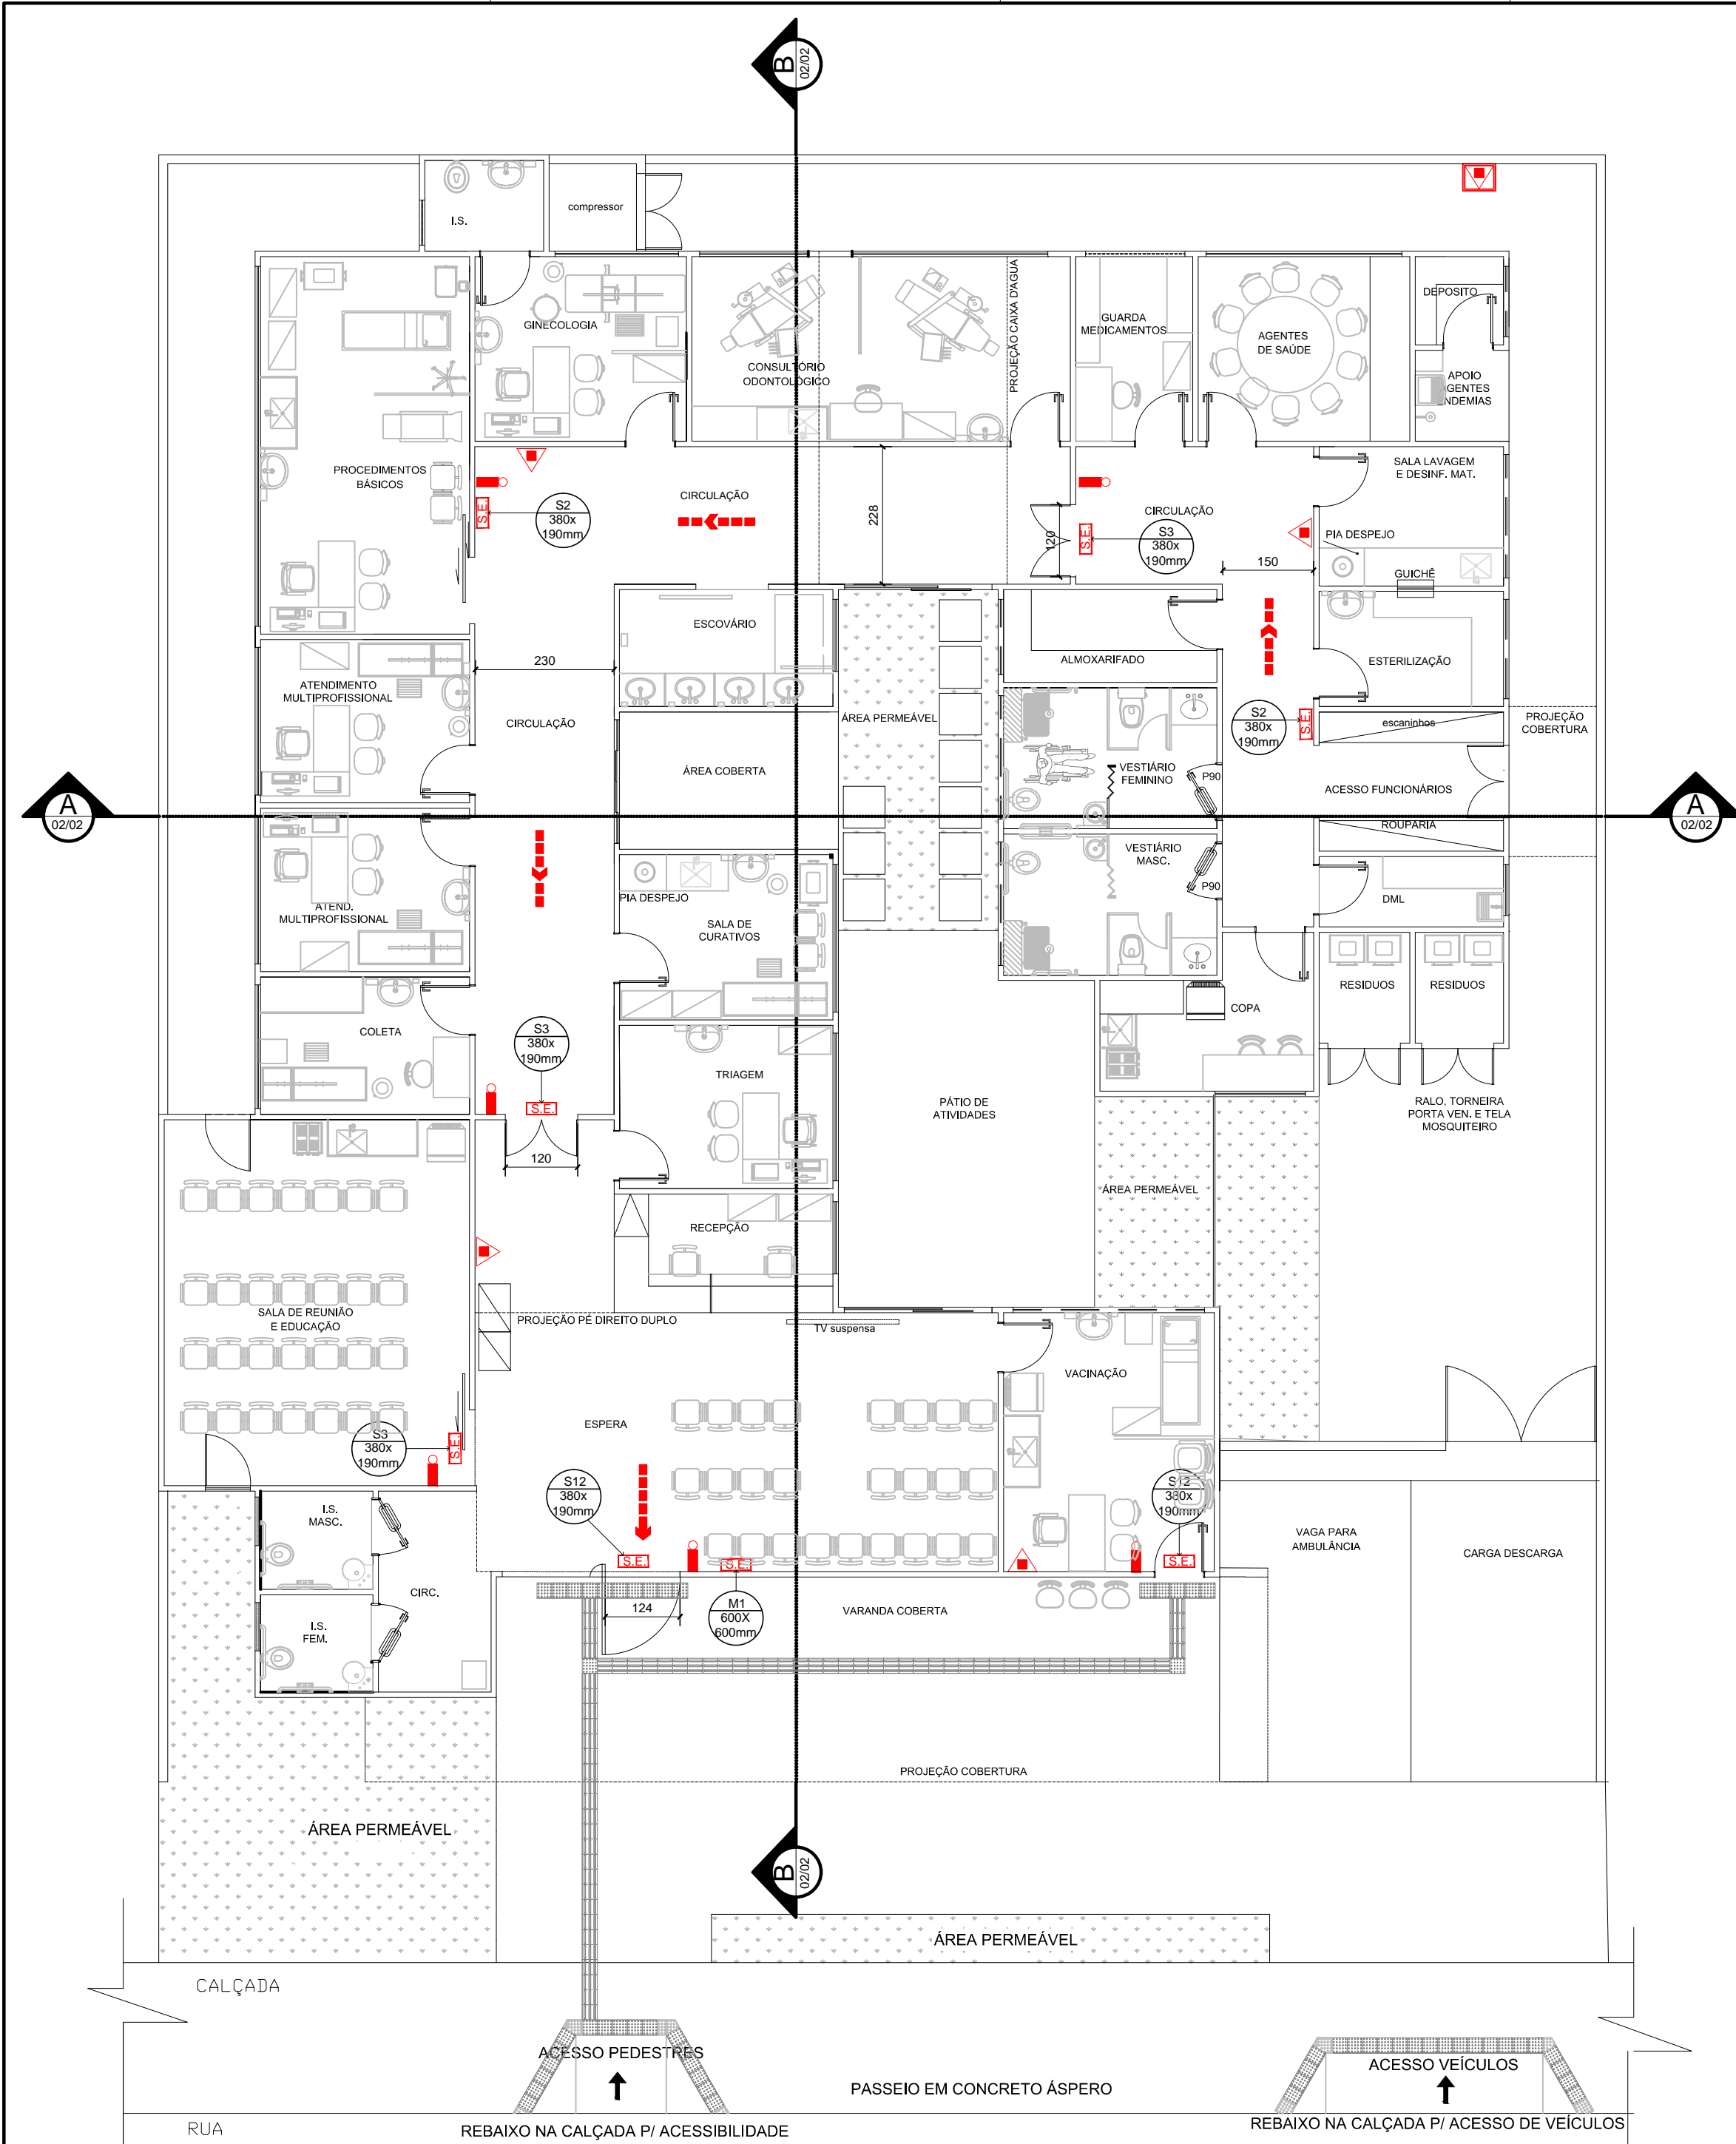 B
02/02
I.S.
compressor
GINECOLOGIA
CONSULTÓRIO
ODONTOLÓGICO
PROJEÇÃO CAIXA D'AGUA
GUARDA
MEDICAMENTOS
AGENTES
DE SAÚDE
DEPOSITO
APOIO
AGENTES
ENDEMIAS
PROCEDIMENTOS
BÁSICOS
S.E.
S2
380x
190mm
CIRCULAÇÃO
228
120
S.E.
CIRCULAÇÃO
S3
380x
190mm
SALA LAVAGEM
E DESINF. MAT.
PIA DESPEJO
150
GUICHÊ
ESCOVÁRIO
ALMOXARIFADO
ESTERILIZAÇÃO
230
ATENDIMENTO
MULTIPROFISSIONAL
CIRCULAÇÃO
ÁREA PERMEÁVEL
S2
380x
190mm
S.E.
escaninhos
PROJEÇÃO
COBERTURA
ÁREA COBERTA
VESTIÁRIO
FEMININO
P90
ACESSO FUNCIONÁRIOS
A
02/02
A
02/02
ROUPARIA
VESTIÁRIO
MASC.
P90
DML
ATEND.
MULTIPROFISSIONAL
PIA DESPEJO
SALA DE
CURATIVOS
RESIDUOS
RESIDUOS
COPA
COLETA
S3
380x
190mm
S.E.
TRIAGEM
PÁTIO DE
ATIVIDADES
RALO, TORNEIRA
PORTA VEN. E TELA
MOSQUITEIRO
120
ÁREA PERMEÁVEL
RECEPÇÃO
SALA DE REUNIÃO
E EDUCAÇÃO
PROJEÇÃO PÉ DIREITO DUPLO
TV suspensa
VACINAÇÃO
ESPERA
S3
380x
190mm
S.E.
S12
380x
190mm
S.E.
S.E.
S12
380x
190mm
S.E.
I.S.
MASC.
VAGA PARA
AMBULÂNCIA
CARGA DESCARGA
CIRC.
124
M1
600X
600mm
VARANDA COBERTA
I.S.
FEM.
PROJEÇÃO COBERTURA
ÁREA PERMEÁVEL
B
02/02
ÁREA PERMEÁVEL
CALÇADA
ACESSO PEDESTRES
ACESSO VEÍCULOS
PASSEIO EM CONCRETO ÁSPERO
RUA
REBAIXO NA CALÇADA P/ ACESSIBILIDADE
REBAIXO NA CALÇADA P/ ACESSO DE VEÍCULOS